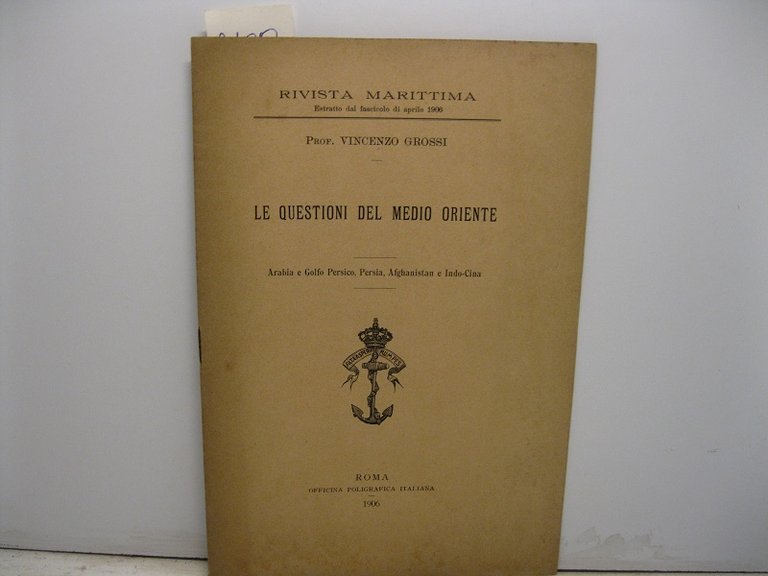 RIVISTA MARITTIMA
Estratto dal fascicolo di aprile 1906
PROF. VINCENZO GROSSI
LE QUESTIONI DEL MEDIO ORIENTE
Arabia e Golfo Persico, Persia, Afghanistan e Indo-Cina
ROMA
OFFICINA POLIGRAFICA ITALIANA
1906